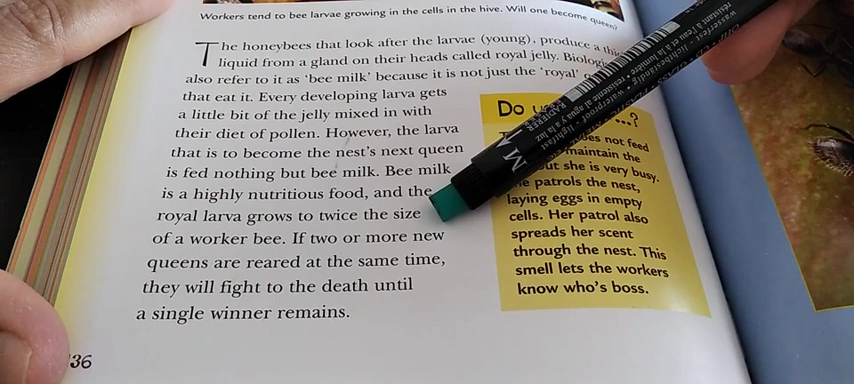 Workers tend to bee larvae growing in the cells in the hive. Will one become queen?
The honeybees that look after the larvae (young), produce a
liquid from a gland on their heads called royal jelly.
also refer to it as ‘bee milk’ because it is not just the ‘royal’
that eat it. Every developing larva gets
a little bit of the jelly mixed in with
their diet of pollen. However, the larva
that is to become the nest’s next queen
is fed nothing but bee milk. Bee milk
is a highly nutritious food, and the
royal larva grows to twice the size
of a worker bee. If two or more new
queens are reared at the same time,
they will fight to the death until
a single winner remains.
Do
...?
not feed
maintain the
she is very busy.
patrols the nest,
laying eggs in empty
cells. Her patrol also
spreads her scent
through the nest. This
smell lets the workers
know who’s boss.
36
waterproof • lightfast